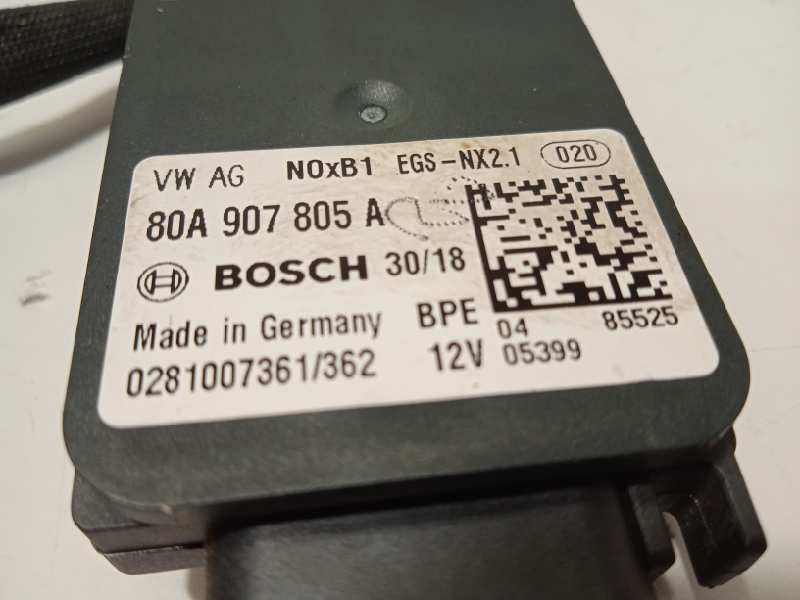 VW AG NOxB1 EGS-NX2.1 020
80A 907 805 A
BOSCH 30/18
Made in Germany BPE 04 85525
0281007361/362 12V 05399